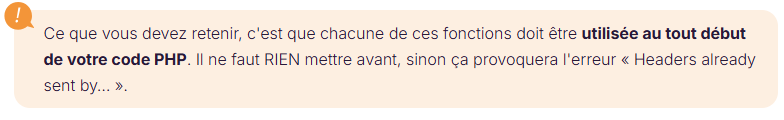 !
Ce que vous devez retenir, c'est que chacune de ces fonctions doit être utilisée au tout début
de votre code PHP. Il ne faut RIEN mettre avant, sinon ça provoquera l'erreur « Headers already
sent by... ».